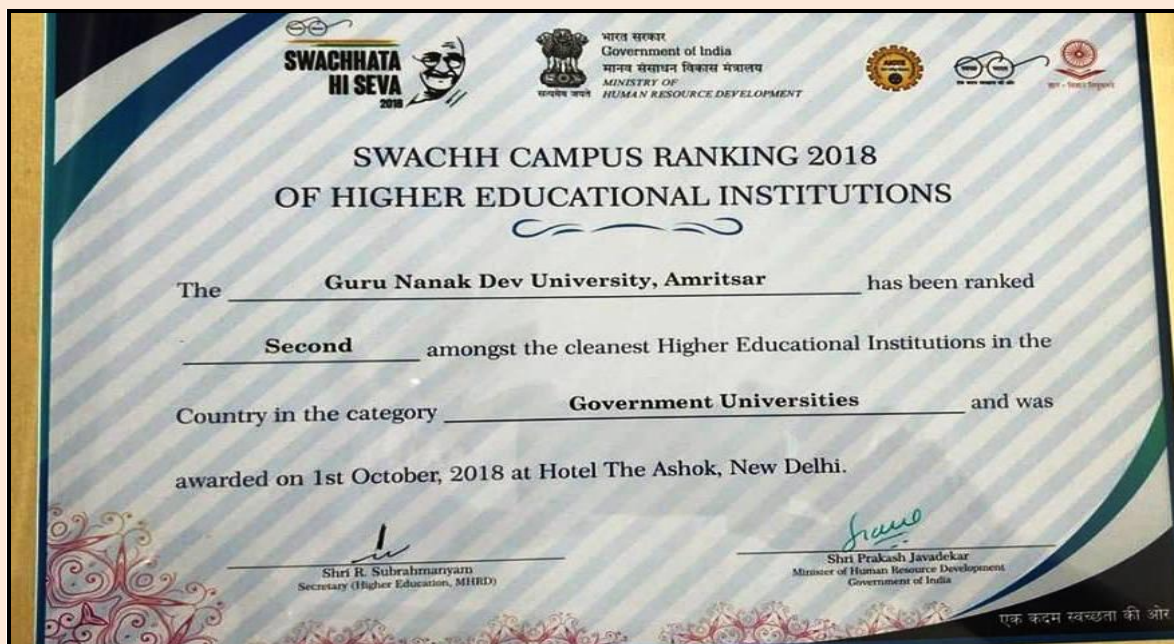 SWACHHATA
HI SEVA
2018
भारत सरकार
Government of India
मानव संसाधन विकास मंत्रालय
MINISTRY OF
HUMAN RESOURCE DEVELOPMENT
सत्यमेव जयते
SWACHH CAMPUS RANKING 2018
OF HIGHER EDUCATIONAL INSTITUTIONS
The Guru Nanak Dev University, Amritsar has been ranked
Second amongst the cleanest Higher Educational Institutions in the
Country in the category Government Universities and was
awarded on 1st October, 2018 at Hotel The Ashok, New Delhi.
Shri R. Subrahmanyam
Secretary (Higher Education, MHRD)
Shri Prakash Javadekar
Minister of Human Resource Development
Government of India
एक कदम स्वच्छता की ओर